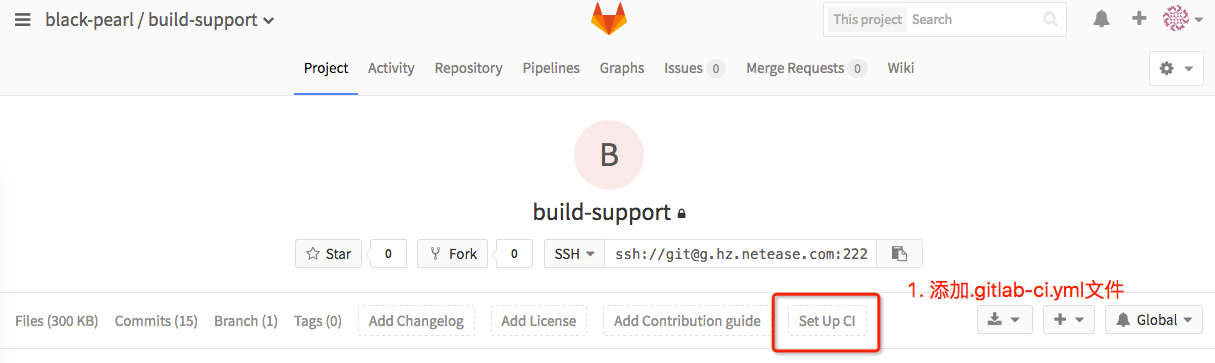 black-pearl / build-support
This project Search
Project Activity Repository Pipelines Graphs Issues 0 Merge Requests 0 Wiki
B
build-support
Star 0 Fork 0 SSH ssh://git@g.hz.netease.com:222
1. 添加.gitlab-ci.yml文件
Files (300 KB) Commits (15) Branch (1) Tags (0) Add Changelog Add License Add Contribution guide Set Up CI Global